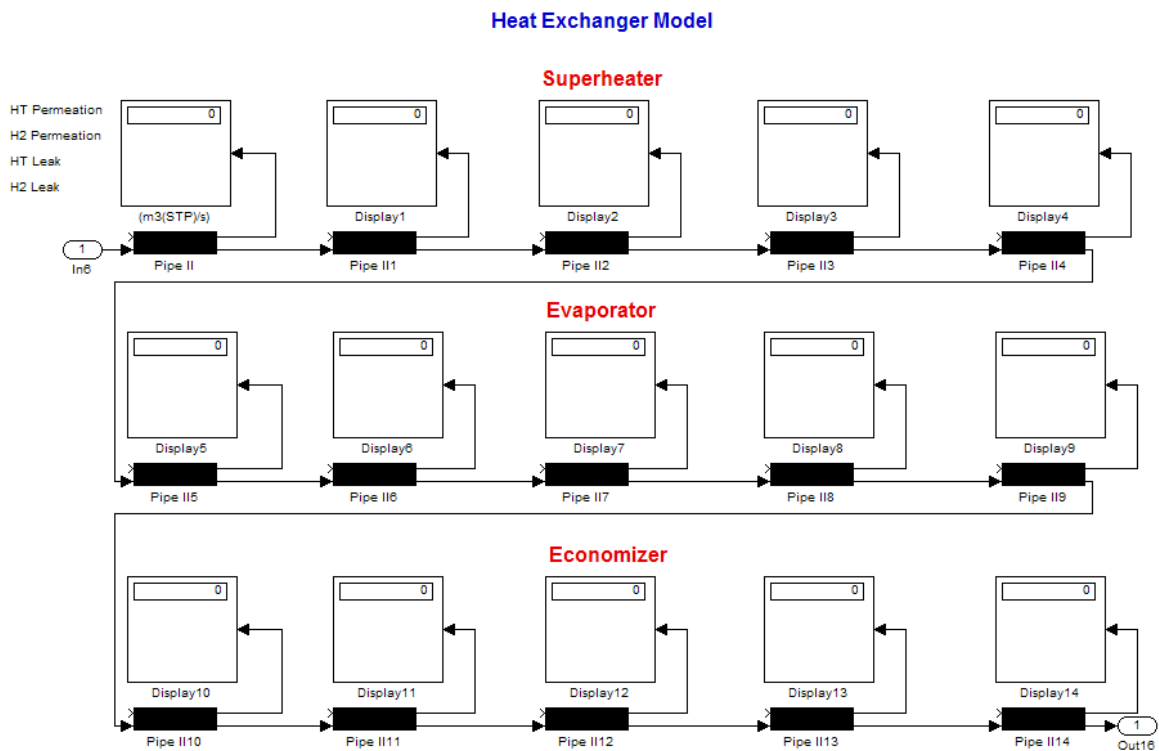 Heat Exchanger Model
Superheater
HT Permeation
H2 Permeation
HT Leak
H2 Leak
0 0 0 0 0
(m3(STP)/s) Display1 Display2 Display3 Display4
1
In6
Pipe II Pipe II1 Pipe II2 Pipe II3 Pipe II4
Evaporator
0 0 0 0 0
Display5 Display6 Display7 Display8 Display9
Pipe II5 Pipe II6 Pipe II7 Pipe II8 Pipe II9
Economizer
0 0 0 0 0
Display10 Display11 Display12 Display13 Display14
1
Pipe II10 Pipe II11 Pipe II12 Pipe II13 Pipe II14 Out16